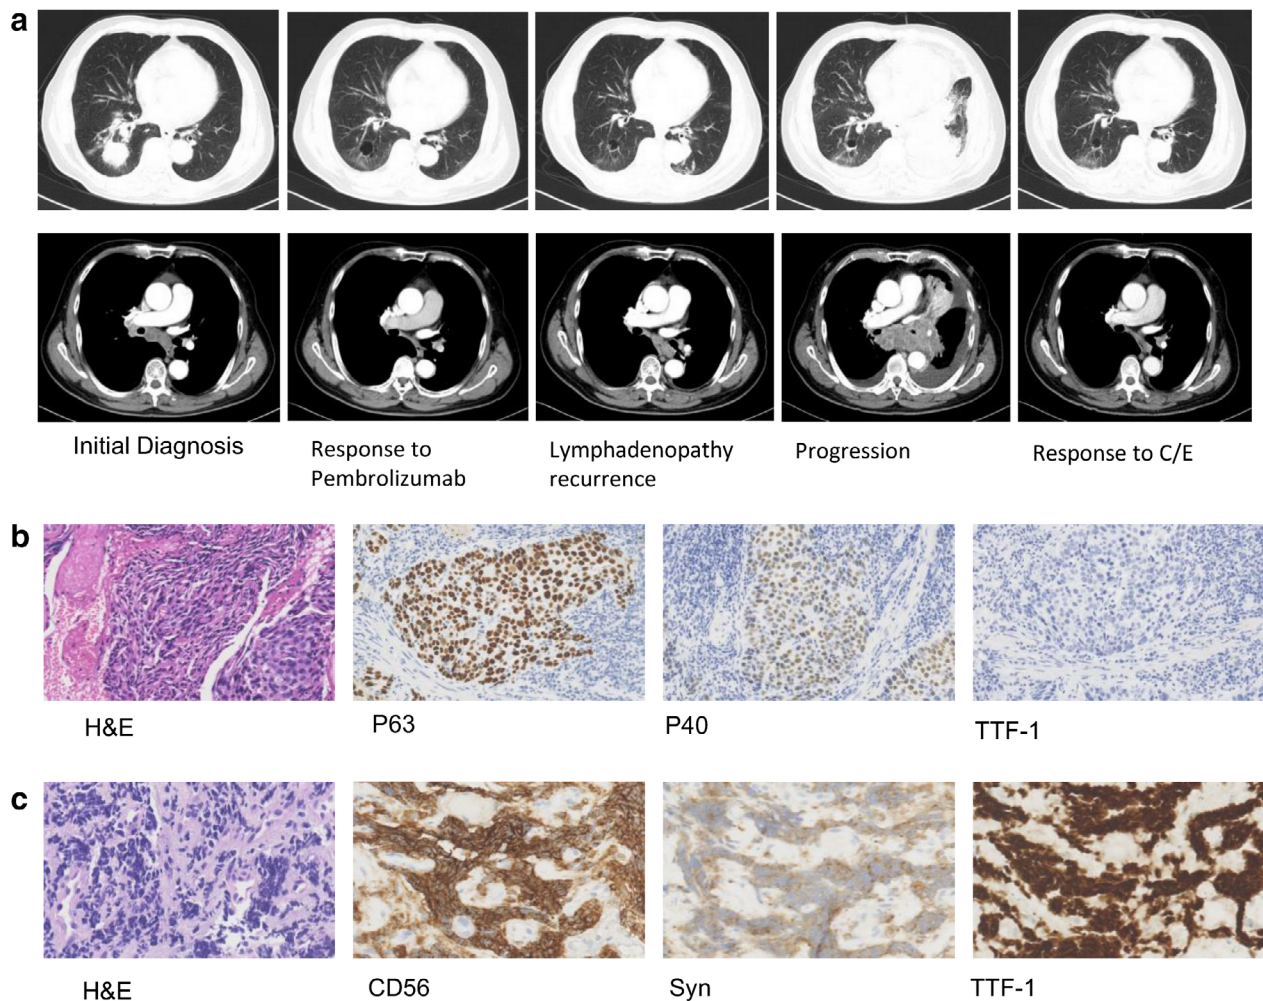 a
Initial Diagnosis
Response to
Pembrolizumab
Lymphadenopathy
recurrence
Progression
Response to C/E
b
H&E
P63
P40
TTF-1
c
H&E
CD56
Syn
TTF-1